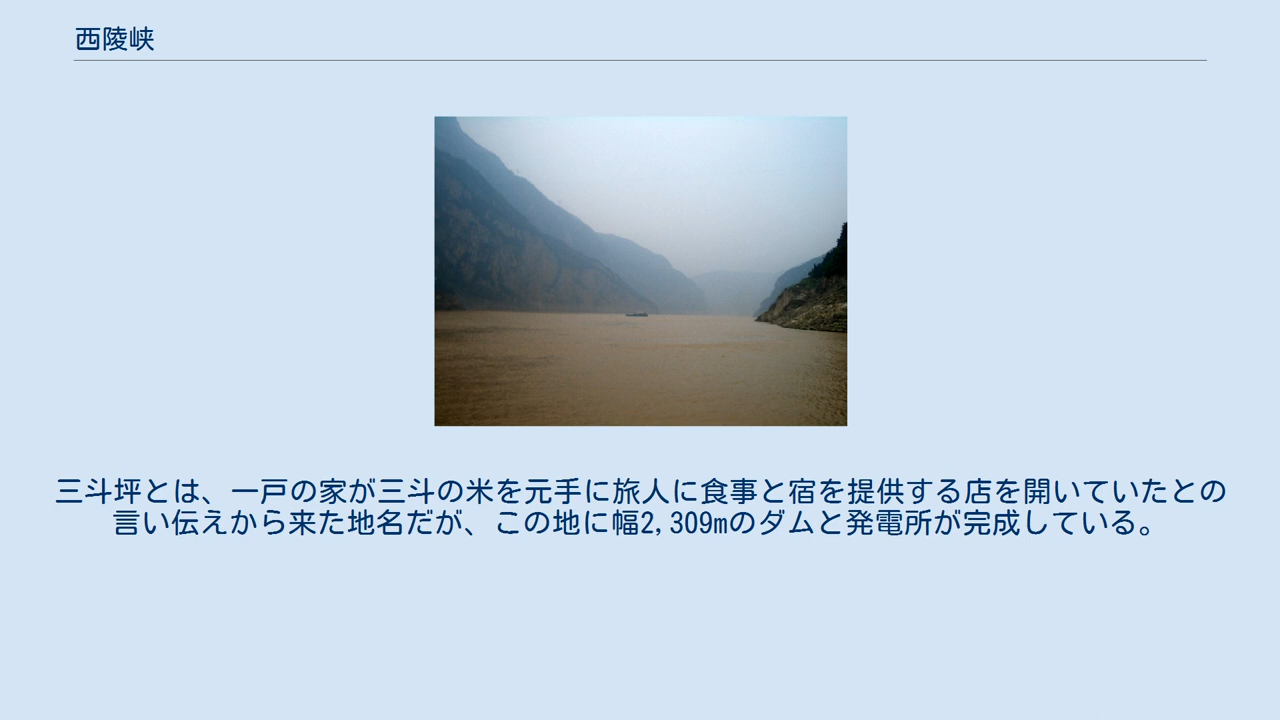 西陵峡
三斗坪とは、一戸の家が三斗の米を元手に旅人に食事と宿を提供する店を開いていたとの
言い伝えから来た地名だが、この地に幅2,309mのダムと発電所が完成している。